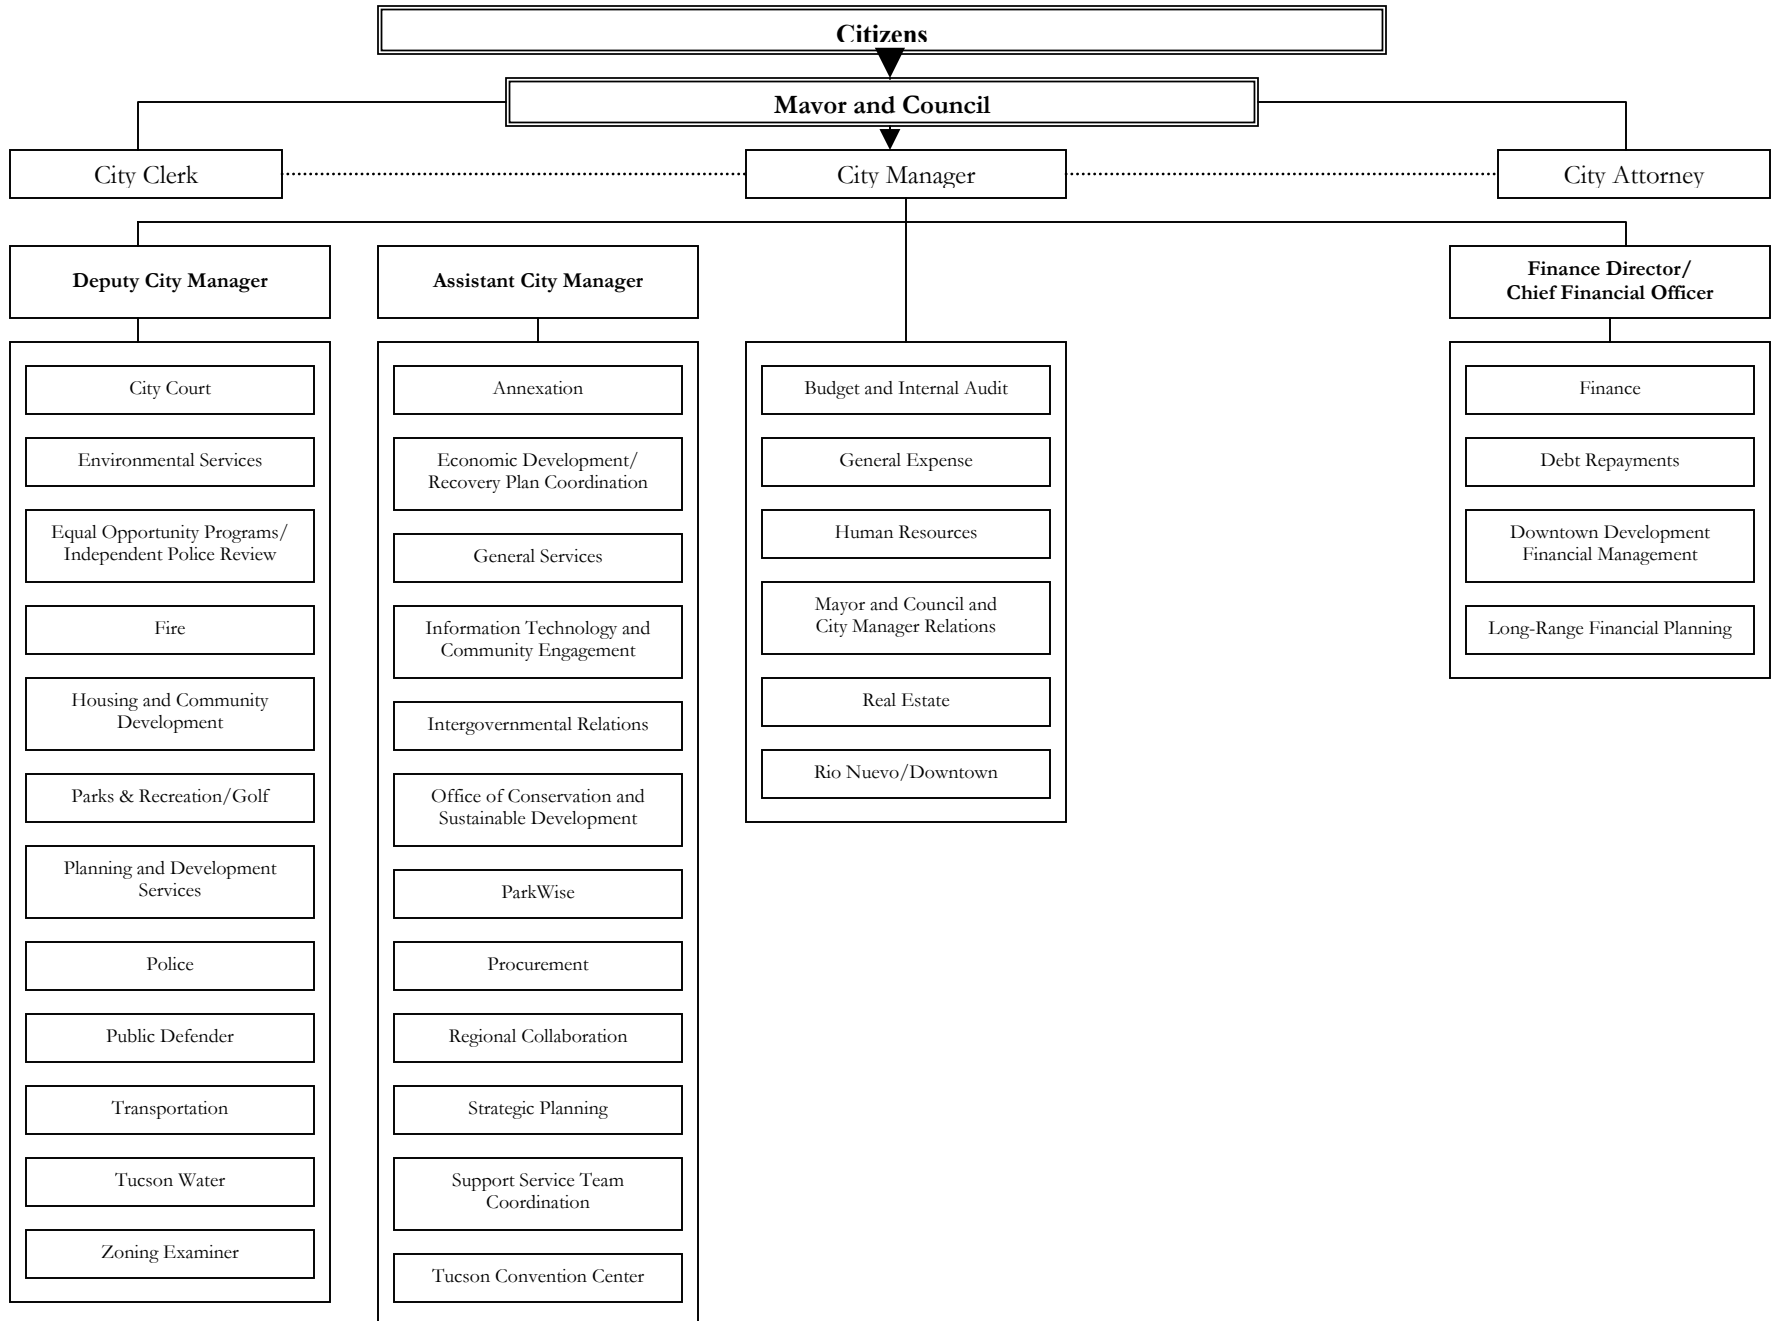 Citizens
Mayor and Council
City Clerk
City Manager
City Attorney
Deputy City Manager
Assistant City Manager
Finance Director/
Chief Financial Officer
City Court
Environmental Services
Equal Opportunity Programs/
Independent Police Review
Fire
Housing and Community
Development
Parks & Recreation/Golf
Planning and Development
Services
Police
Public Defender
Transportation
Tucson Water
Zoning Examiner
Annexation
Economic Development/
Recovery Plan Coordination
General Services
Information Technology and
Community Engagement
Intergovernmental Relations
Office of Conservation and
Sustainable Development
ParkWise
Procurement
Regional Collaboration
Strategic Planning
Support Service Team
Coordination
Tucson Convention Center
Budget and Internal Audit
General Expense
Human Resources
Mayor and Council and
City Manager Relations
Real Estate
Rio Nuevo/Downtown
Finance
Debt Repayments
Downtown Development
Financial Management
Long-Range Financial Planning